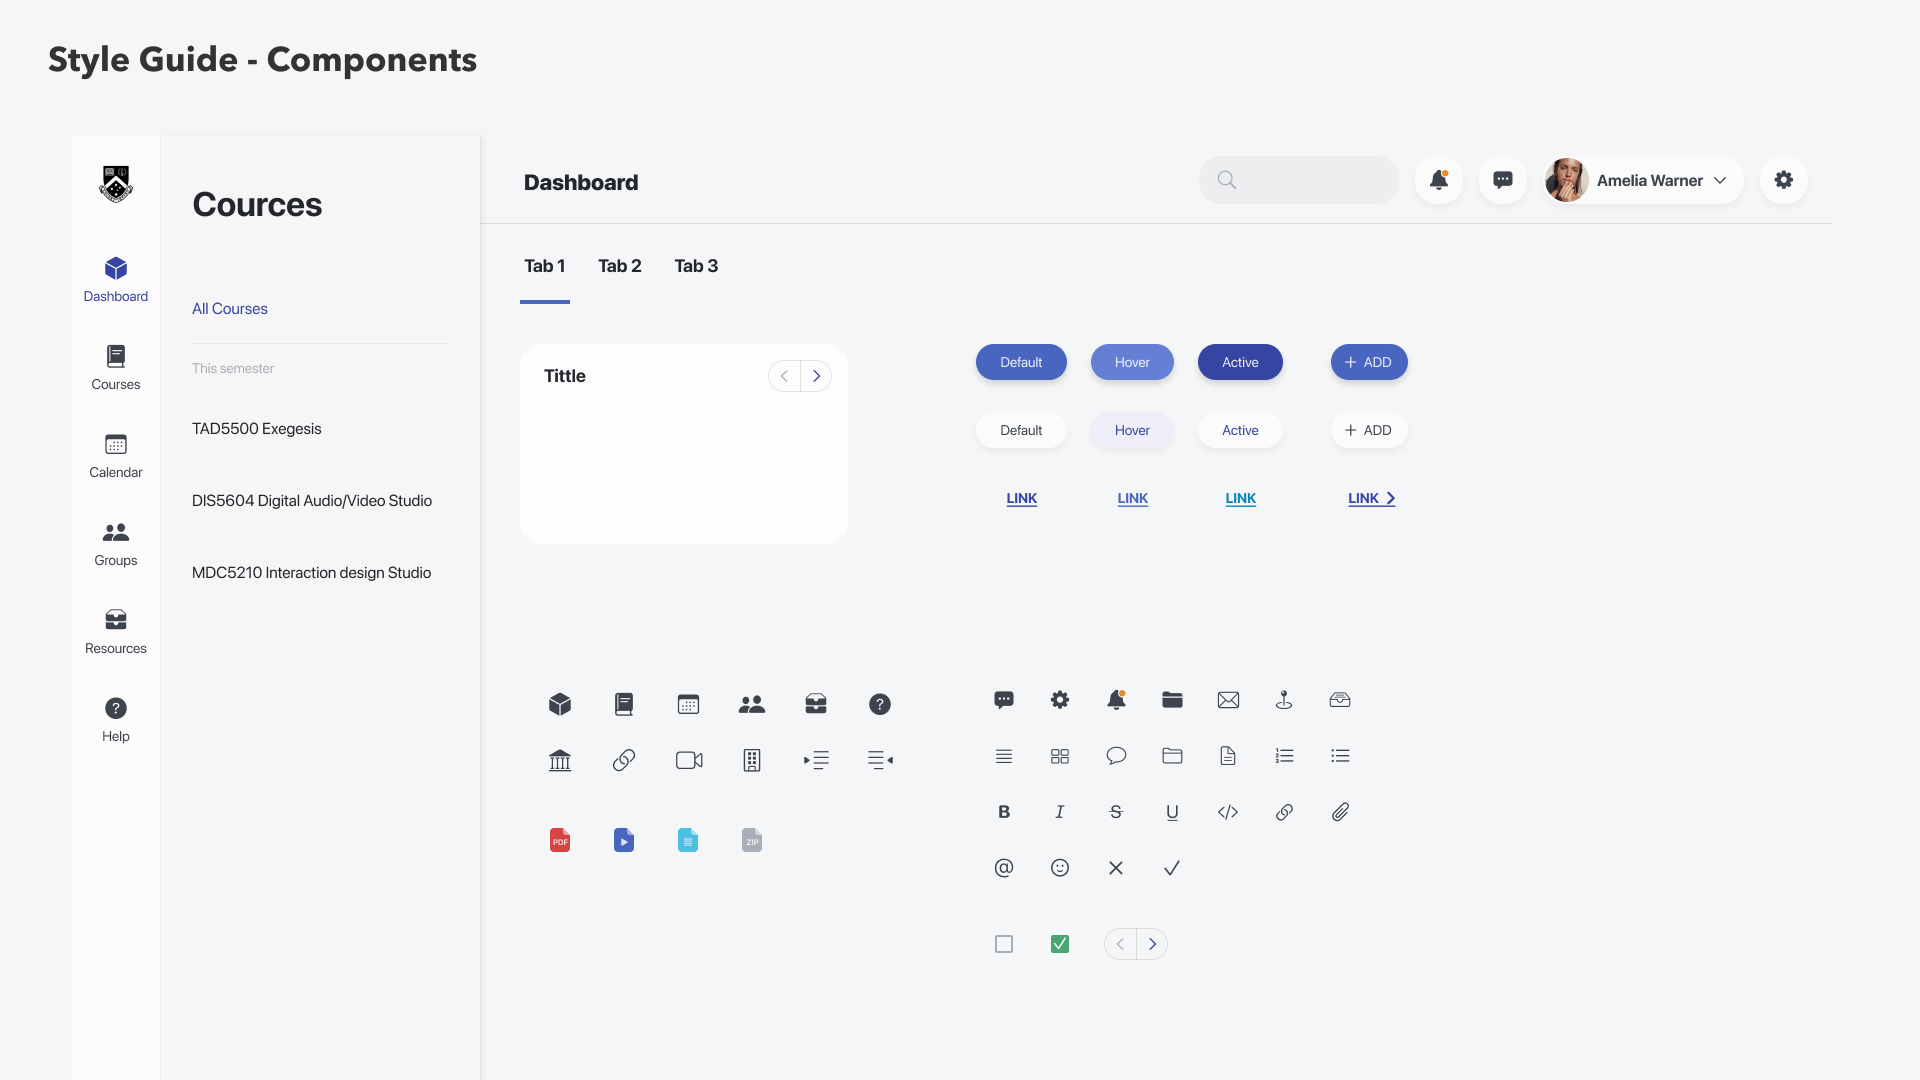 Style Guide - Components
Dashboard
Courses
Calendar
Groups
Resources
? Help
Cources
All Courses
This semester
TAD5500 Exegesis
DIS5604 Digital Audio/Video Studio
MDC5210 Interaction design Studio
Dashboard
Amelia Warner
Tab 1 Tab 2 Tab 3
Tittle
Default Hover Active + ADD
Default Hover Active + ADD
LINK LINK LINK LINK
?
PDF ZIP
B I S U </>
@